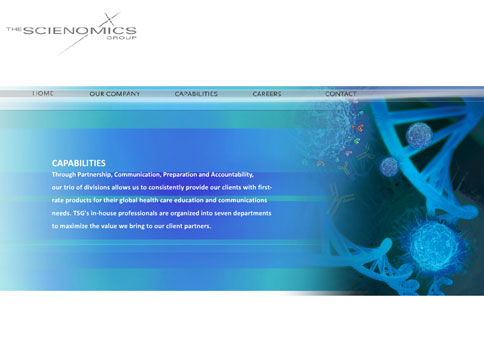 THE SCIENOMICS
GROUP
HOME OUR COMPANY CAPABILITIES CAREERS CONTACT
CAPABILITIES
Through Partnership, Communication, Preparation and Accountability,
our trio of divisions allows us to consistently provide our clients with first-
rate products for their global health care education and communications
needs. TSG's in-house professionals are organized into seven departments
to maximize the value we bring to our client partners.